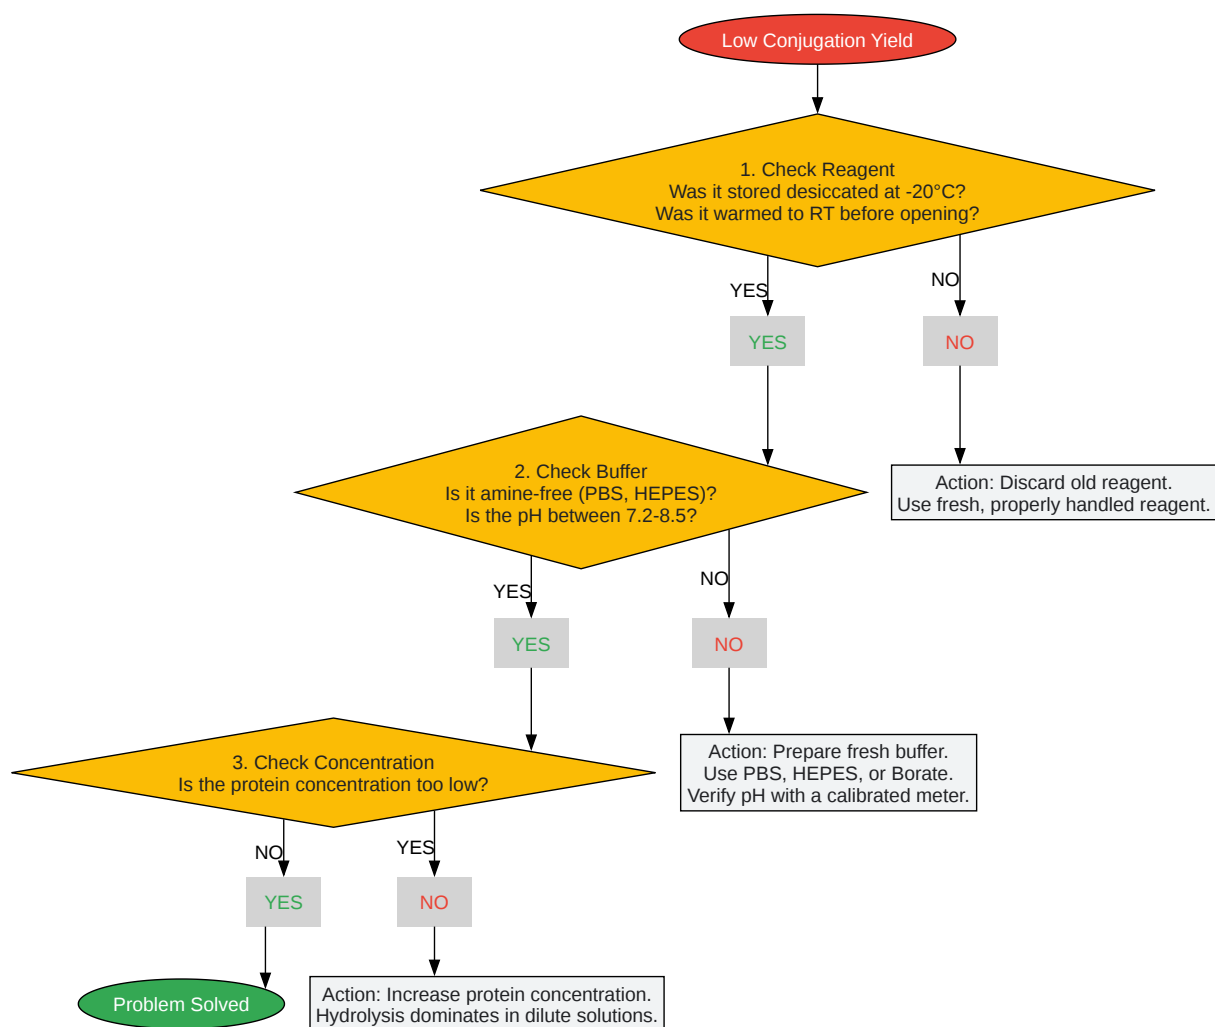 Low Conjugation Yield
1. Check Reagent
Was it stored desiccated at -20°C?
Was it warmed to RT before opening?
YES
NO
YES
NO
2. Check Buffer
Is it amine-free (PBS, HEPES)?
Is the pH between 7.2-8.5?
Action: Discard old reagent.
Use fresh, properly handled reagent.
YES
NO
YES
NO
3. Check Concentration
Is the protein concentration too low?
Action: Prepare fresh buffer.
Use PBS, HEPES, or Borate.
Verify pH with a calibrated meter.
NO
YES
YES
NO
Problem Solved
Action: Increase protein concentration.
Hydrolysis dominates in dilute solutions.